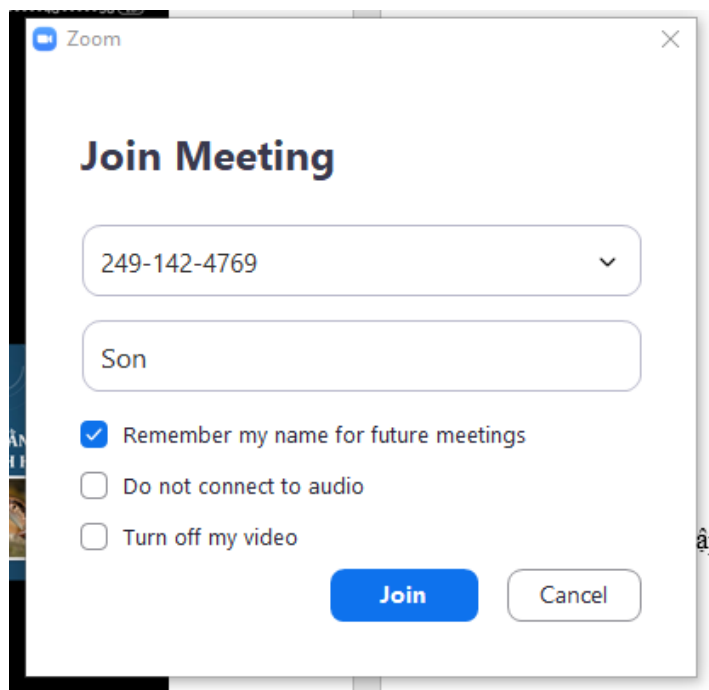 Zoom
Join Meeting
249-142-4769
Son
Remember my name for future meetings
Do not connect to audio
Turn off my video
Join
Cancel